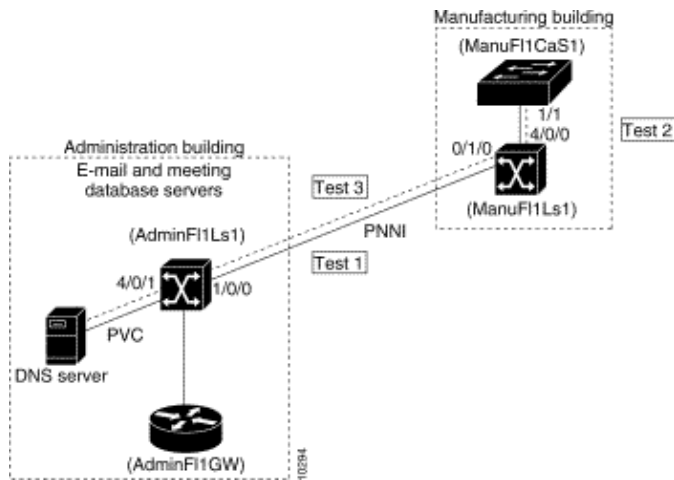 Manufacturing building
(ManuFl1CaS1)
1/1
4/0/0
Test 2
0/1/0
(ManuFl1Ls1)
Administration building
E-mail and meeting
database servers
Test 3
PNNI
Test 1
(AdminFl1Ls1)
4/0/1
1/0/0
PVC
DNS server
(AdminFl1GW)
10294